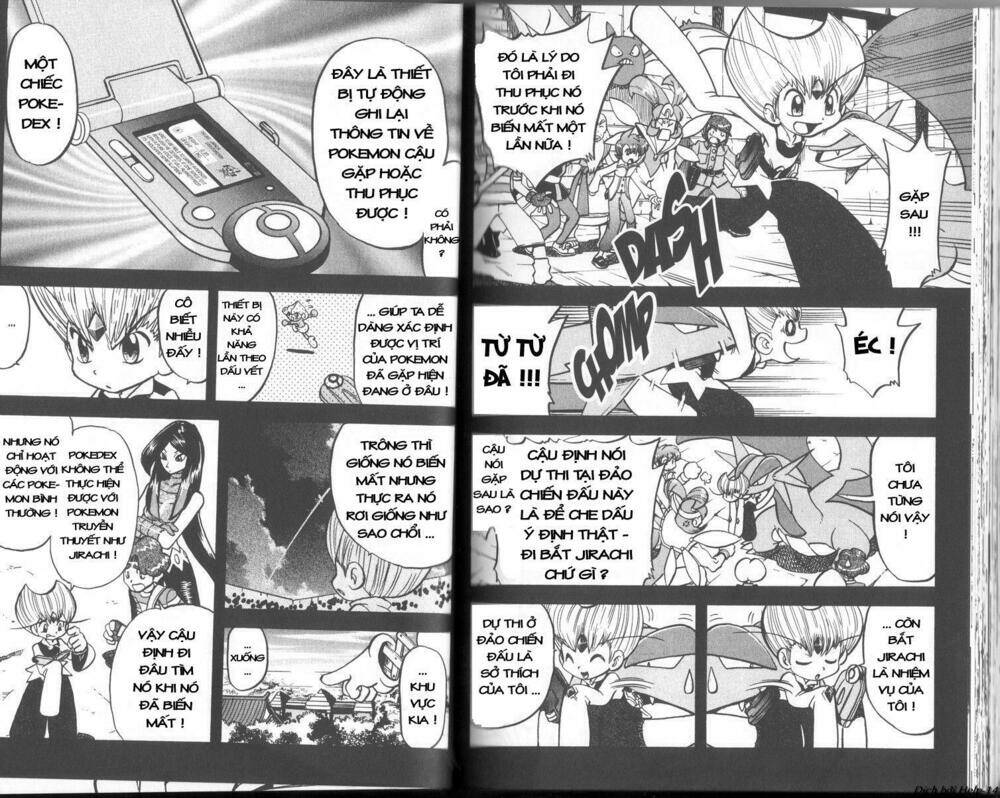 MỘT
CHIẾC
POKE-
DEX !
ĐÂY LÀ THIẾT
BỊ TỰ ĐỘNG
GHI LẠI
THÔNG TIN VỀ
POKEMON CẬU
GẶP HOẶC
THU PHỤC
ĐƯỢC !
CÓ
PHẢI
KHÔNG
?
...
CÔ
BIẾT
NHIỀU
ĐẤY !
THIẾT BỊ
NÀY CÓ
KHẢ
NĂNG
LẦN THEO
DẤU VẾT
...
... GIÚP TA DỄ
DÀNG XÁC ĐỊNH
ĐƯỢC VỊ TRÍ
CỦA POKEMON
ĐÃ GẶP HIỆN
ĐANG Ở ĐÂU !
NHƯNG NÓ
CHỈ HOẠT
ĐỘNG VỚI
CÁC POKE-
MON BÌNH
THƯỜNG !
POKEDEX
KHÔNG THỂ
THỰC HIỆN
ĐƯỢC VỚI
POKEMON
TRUYỀN
THUYẾT NHƯ
JIRACHI !
VẬY CẬU
ĐỊNH ĐI
ĐÂU TÌM
NÓ KHI NÓ
ĐÃ BIẾN
MẤT !
TRÔNG THÌ
GIỐNG NÓ BIẾN
MẤT NHƯNG
THỰC RA NÓ
RƠI GIỐNG NHƯ
SAO CHỔI ...
...
XUỐNG
...
...
KHU
VỰC
KIA !
ĐÓ LÀ LÝ DO
TÔI PHẢI ĐI
THU PHỤC NÓ
TRƯỚC KHI NÓ
BIẾN MẤT MỘT
LẦN NỮA !
GẶP
SAU
!!!
DASH
TỪ TỪ
ĐÃ !!!
CHOMP
ÉC !
CẬU
NÓI
GẶP
SAU LÀ
SAO ?
CẬU ĐỊNH NÓI
DỰ THI TẠI ĐẢO
CHIẾN ĐẤU NÀY
LÀ ĐỂ CHE DẤU
Ý ĐỊNH THẬT -
ĐI BẮT JIRACHI
CHỨ GÌ ?
TÔI
CHƯA
TỪNG
NÓI VẬY
!
DỰ THI Ở
ĐẢO CHIẾN
ĐẤU LÀ
SỞ THÍCH
CỦA TÔI ...
... CÒN
BẮT
JIRACHI
LÀ NHIỆM
VỤ CỦA
TÔI !